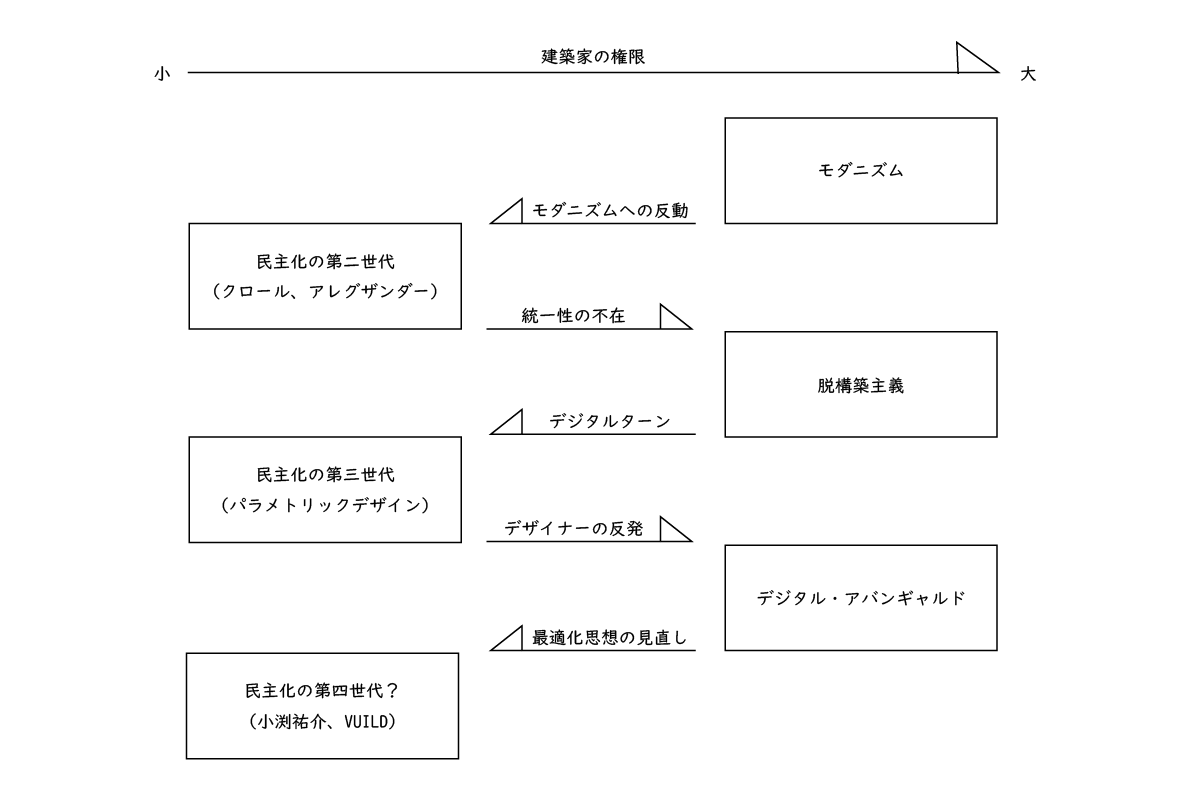 建築家の権限
小
大
モダニズム
モダニズムへの反動
民主化の第二世代
（クロール、アレグザンダー）
統一性の不在
脱構築主義
デジタルターン
民主化の第三世代
（パラメトリックデザイン）
デザイナーの反発
デジタル・アバンギャルド
最適化思想の見直し
民主化の第四世代？
（小渕祐介、VUILD）